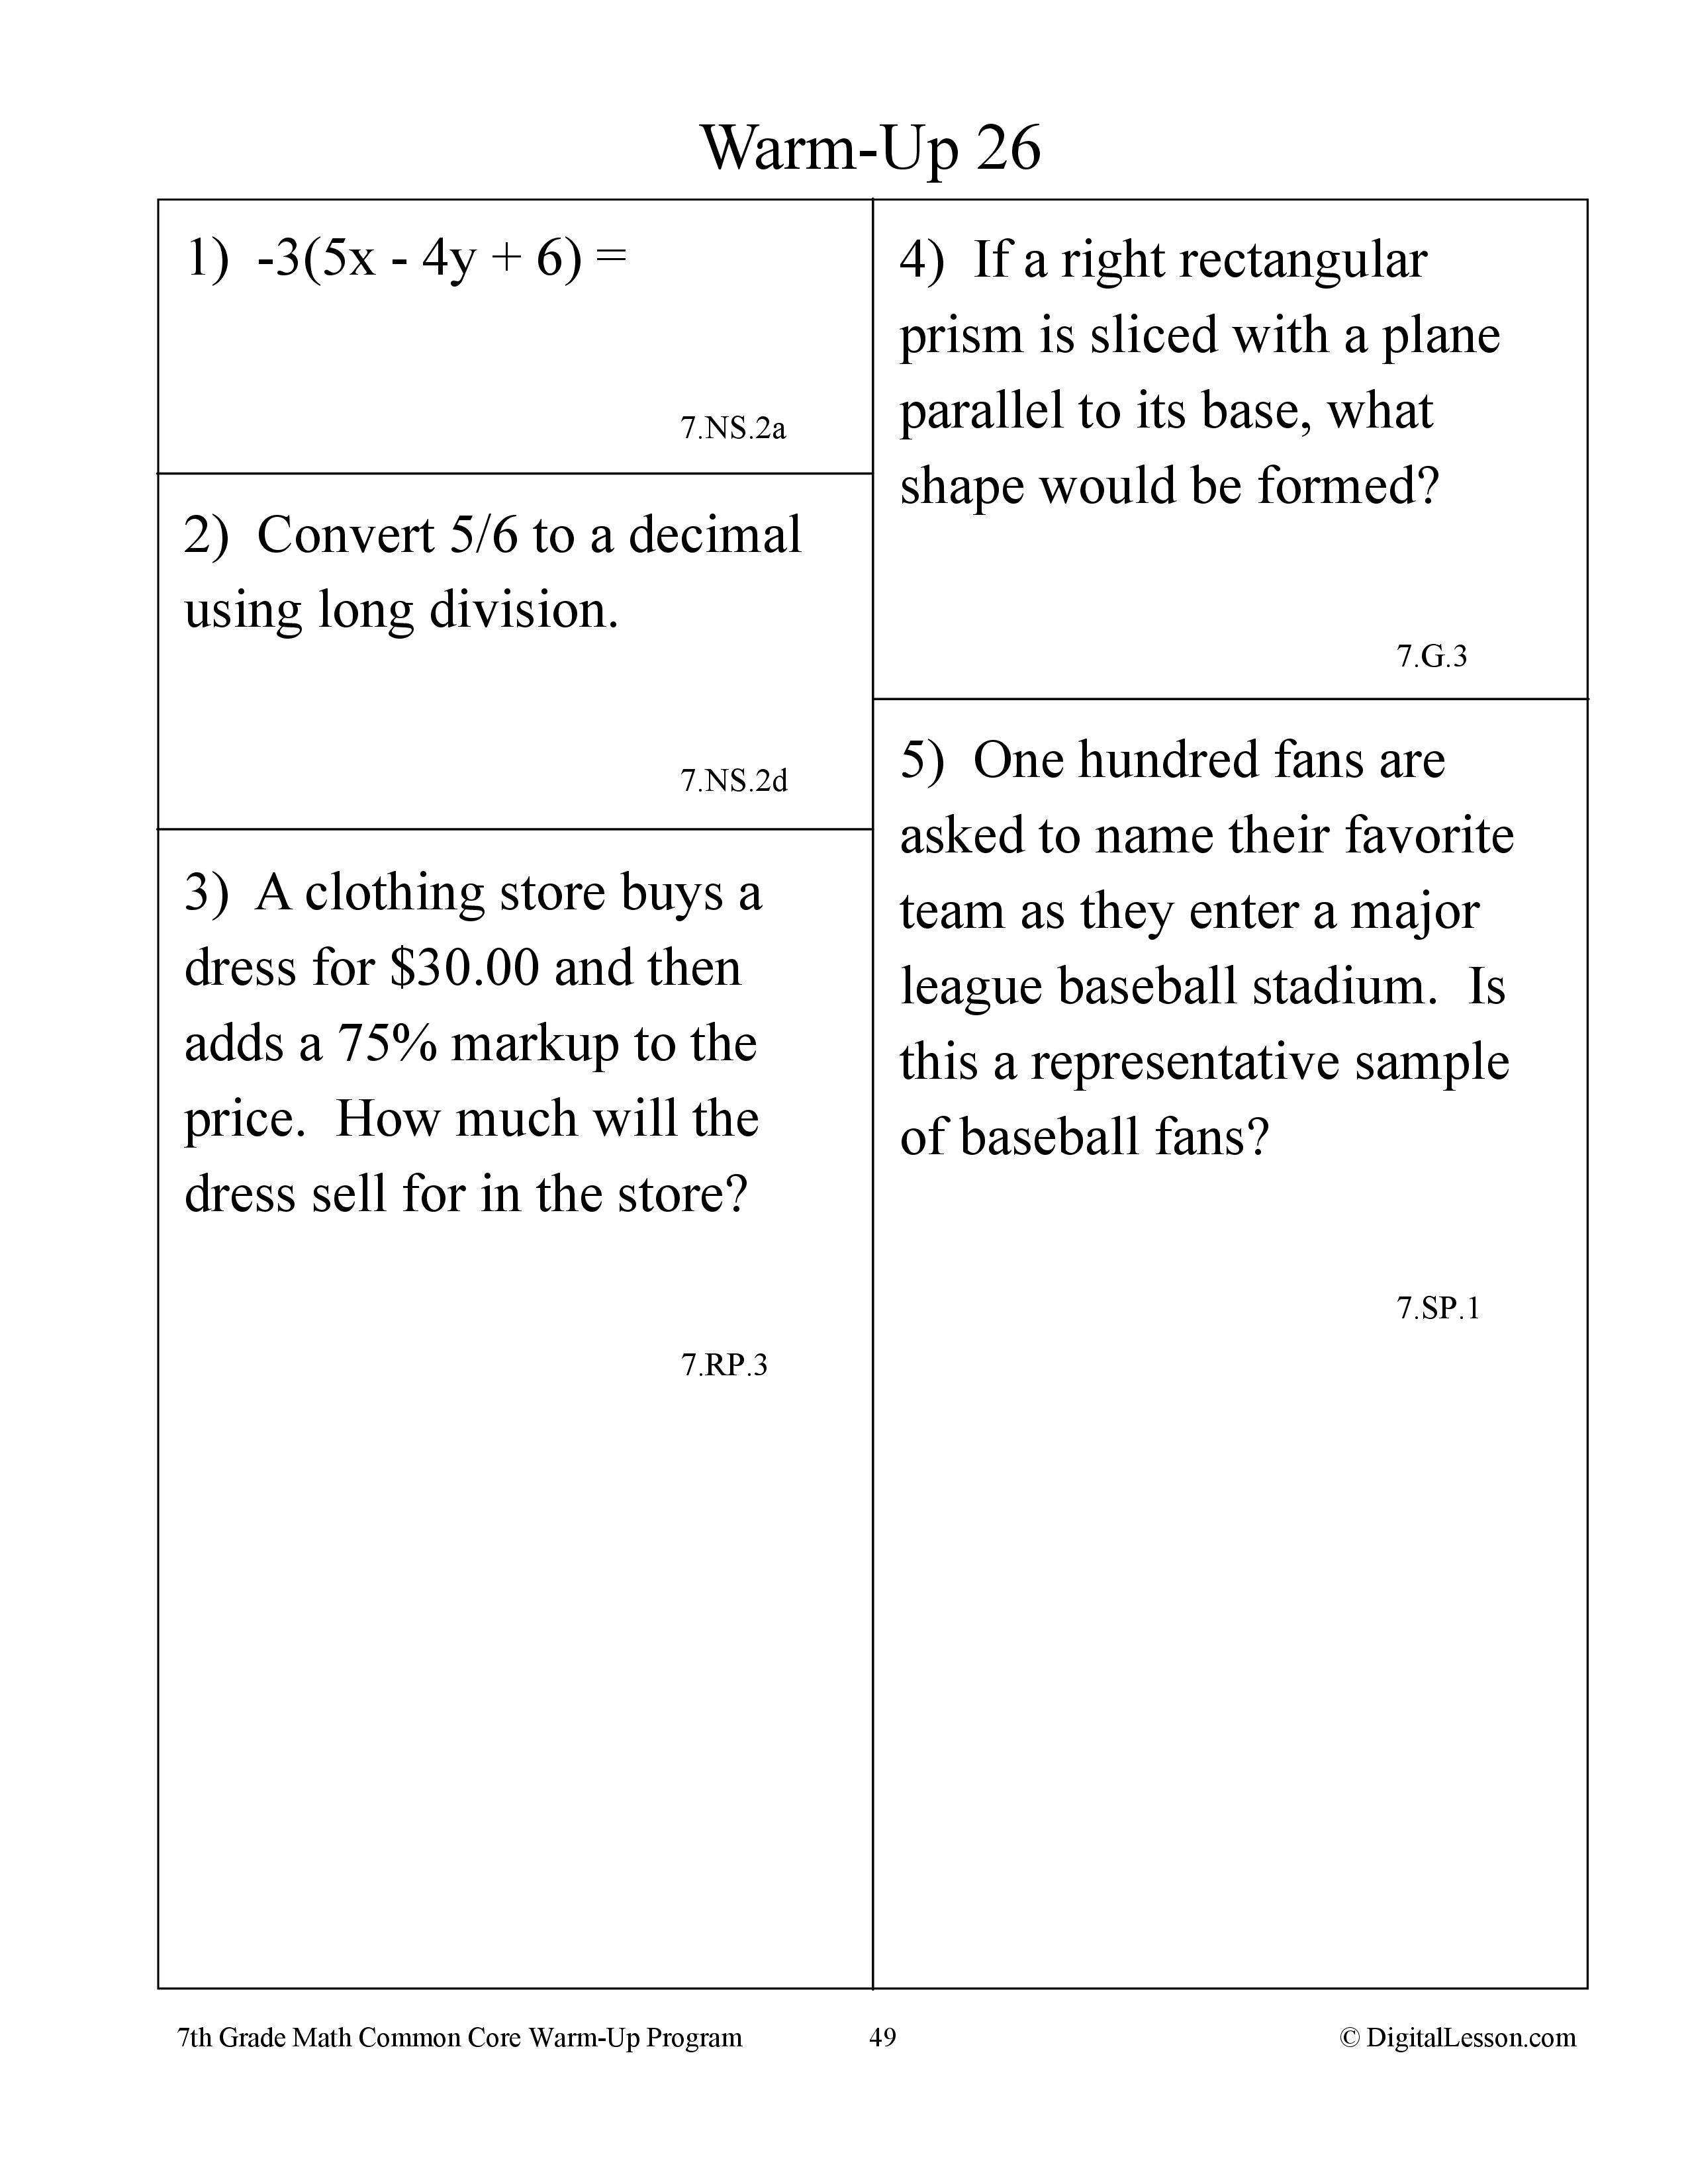 Warm-Up 26
1)  -3(5x - 4y + 6) =
7.NS.2a
2)  Convert 5/6 to a decimal
using long division.
7.NS.2d
3)  A clothing store buys a
dress for $30.00 and then
adds a 75% markup to the
price.  How much will the
dress sell for in the store?
7.RP.3
4)  If a right rectangular
prism is sliced with a plane
parallel to its base, what
shape would be formed?
7.G.3
5)  One hundred fans are
asked to name their favorite
team as they enter a major
league baseball stadium.  Is
this a representative sample
of baseball fans?
7.SP.1
7th Grade Math Common Core Warm-Up Program
49
© DigitalLesson.com